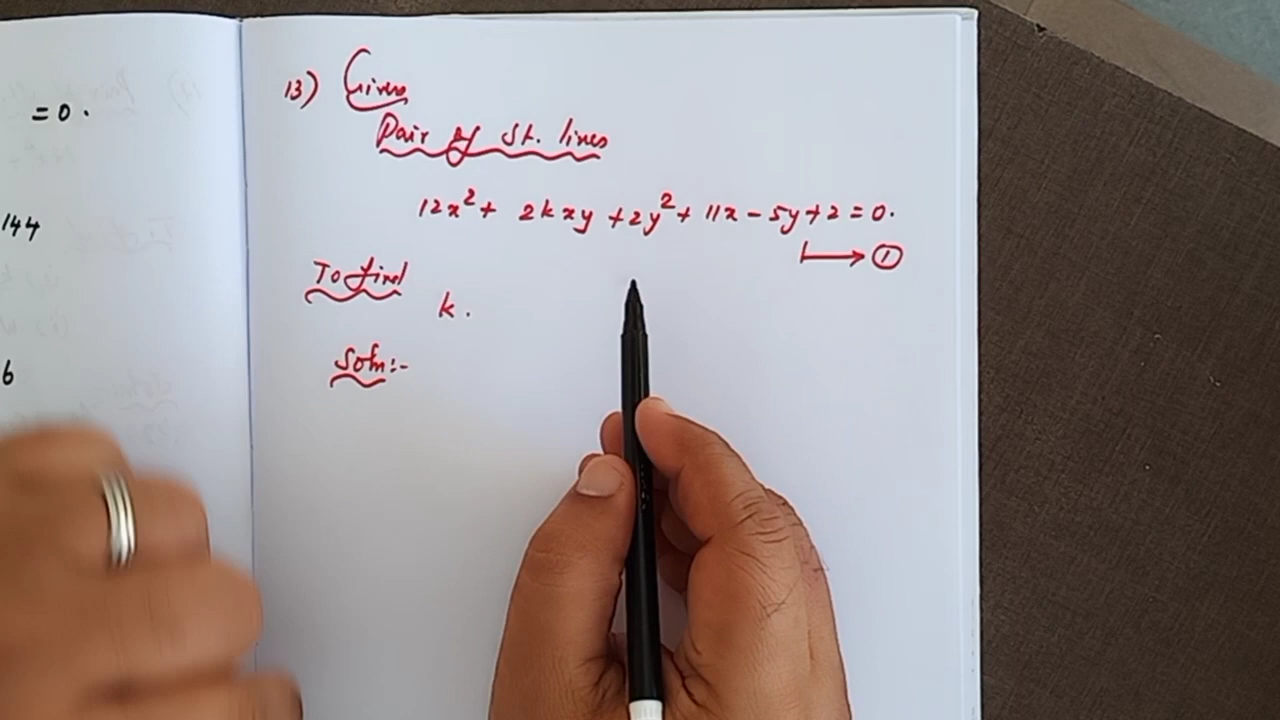 = 0 .
144
6
13) Given
Pair of St. lines
12x² + 2kxy + 2y² + 11x - 5y + 2 = 0.
①
To find
k.
Soln:-